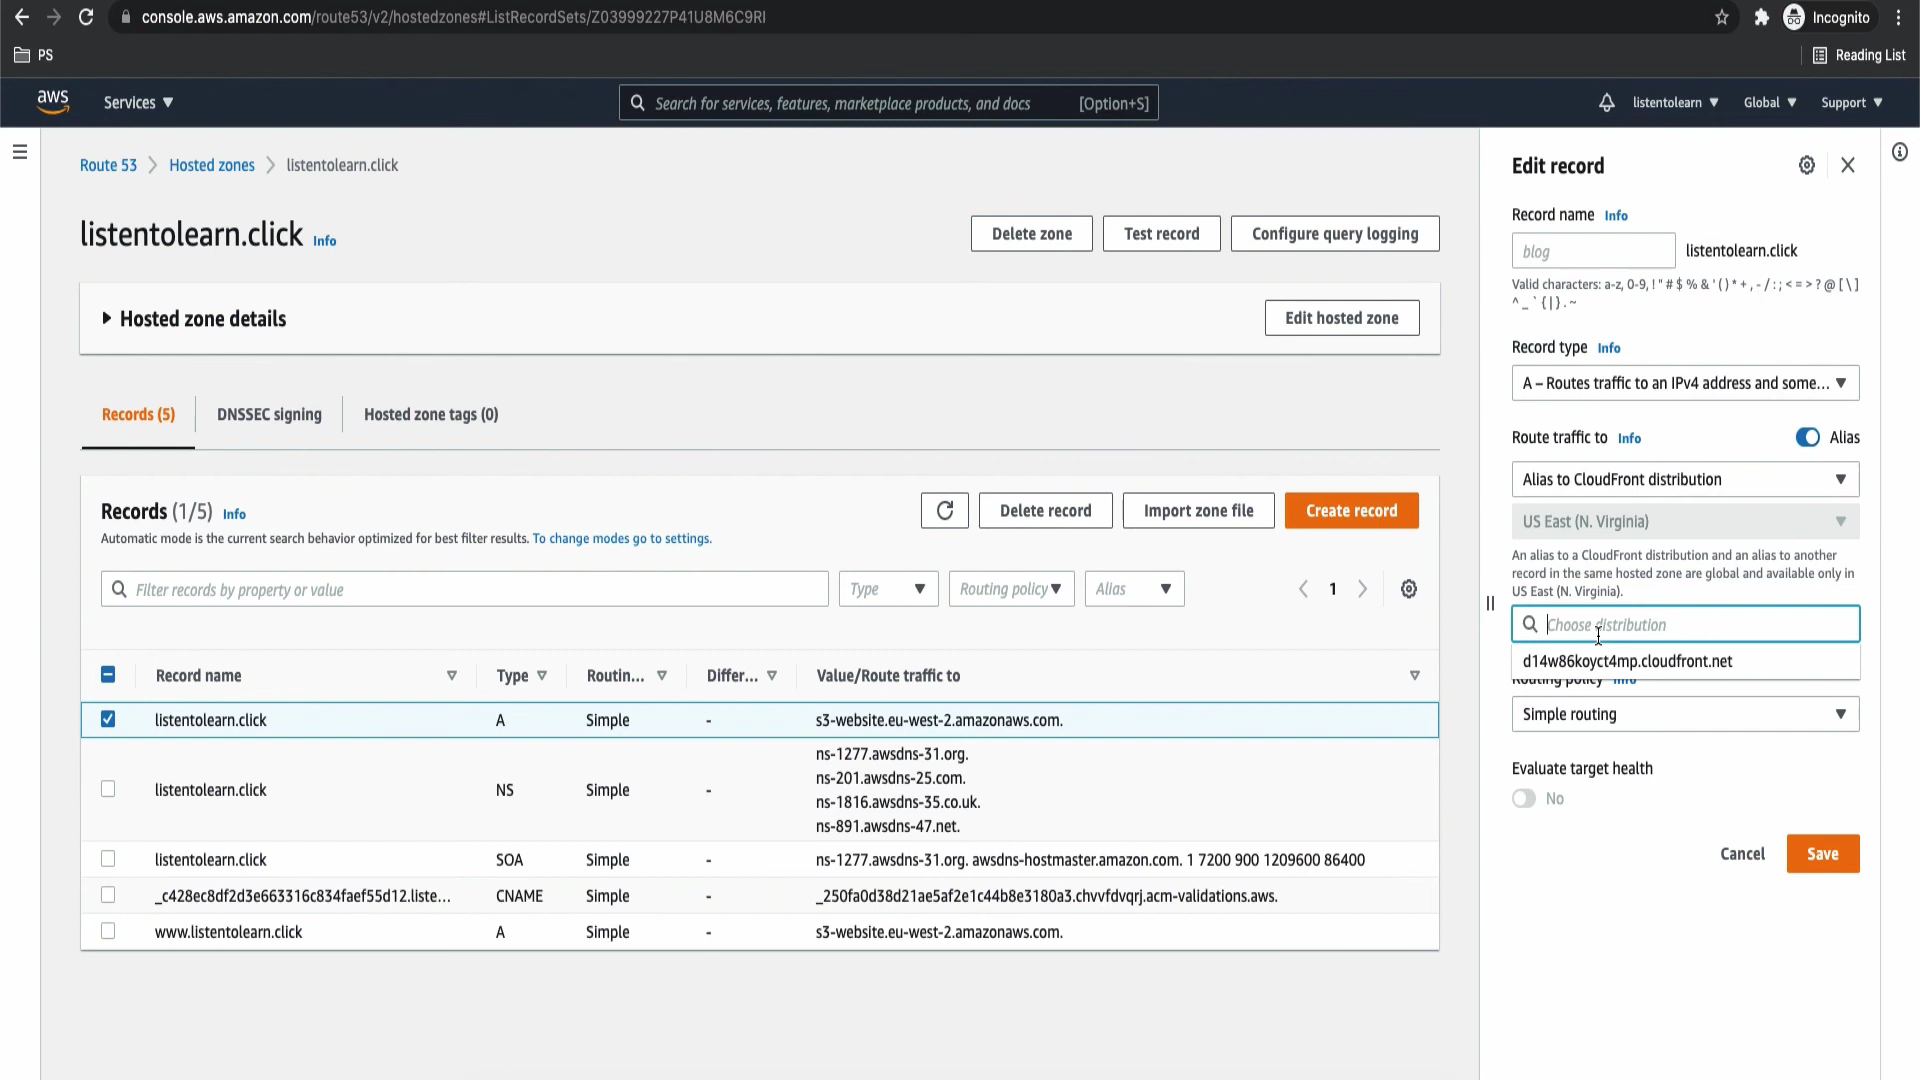 console.aws.amazon.com/route53/v2/hostedzones#ListRecordSets/Z03999227P41U8M6C9RI
Incognito
PS
Reading List
aws
Services
Search for services, features, marketplace products, and docs [Option+S]
listentolearn
Global
Support
Route 53 > Hosted zones > listentolearn.click
listentolearn.click Info
Delete zone
Test record
Configure query logging
Hosted zone details
Edit hosted zone
Records (5)
DNSSEC signing
Hosted zone tags (0)
Records (1/5) Info
Delete record
Import zone file
Create record
Automatic mode is the current search behavior optimized for best filter results. To change modes go to settings.
Filter records by property or value
Type
Routing policy
Alias
1
Record name Type Routin... Differ... Value/Route traffic to
listentolearn.click A Simple - s3-website.eu-west-2.amazonaws.com.
listentolearn.click NS Simple - ns-1277.awsdns-31.org.
ns-201.awsdns-25.com.
ns-1816.awsdns-35.co.uk.
ns-891.awsdns-47.net.
listentolearn.click SOA Simple - ns-1277.awsdns-31.org. awsdns-hostmaster.amazon.com. 1 7200 900 1209600 86400
_c428ec8df2d3e663316c834faef55d12.liste... CNAME Simple - _250fa0d38d21ae5af2e1c44b8e3180a3.chvvfdvqrj.acm-validations.aws.
www.listentolearn.click A Simple - s3-website.eu-west-2.amazonaws.com.
Edit record
Record name Info
blog listentolearn.click
Valid characters: a-z, 0-9, ! " # $ % & ' ( ) * + , - / : ; < = > ? @ [ \ ]
^ _ ` { | } . ~
Record type Info
A – Routes traffic to an IPv4 address and some...
Route traffic to Info
Alias
Alias to CloudFront distribution
US East (N. Virginia)
An alias to a CloudFront distribution and an alias to another
record in the same hosted zone are global and available only in
US East (N. Virginia).
Choose distribution
d14w86koyct4mp.cloudfront.net
Routing policy Info
Simple routing
Evaluate target health
No
Cancel
Save